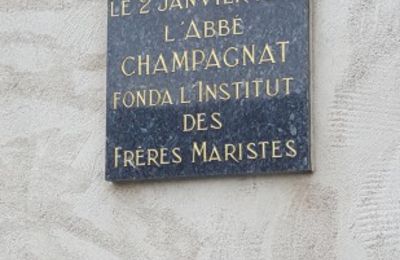 LE 2 JANVIER
L'ABBÉ
CHAMPAGNAT
FONDA L'INSTITUT
DES
FRÈRES MARISTES